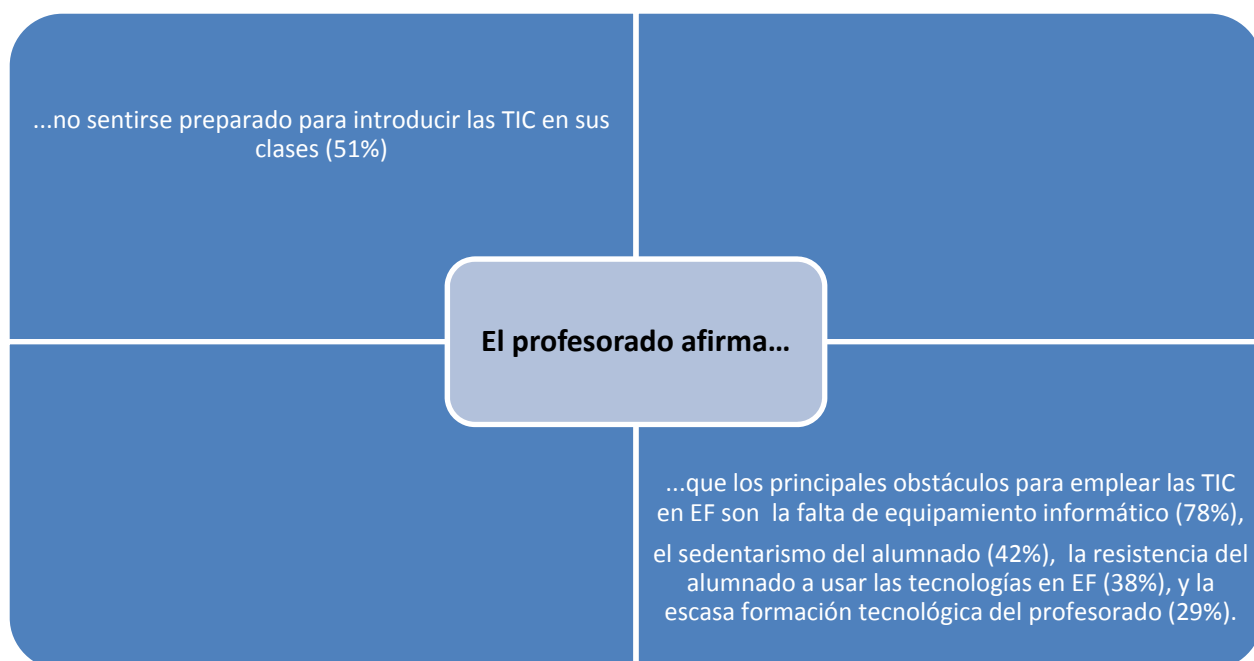 ...no sentirse preparado para introducir las TIC en sus
clases (51%)
El profesorado afirma...
...que los principales obstáculos para emplear las TIC
en EF son  la falta de equipamiento informático (78%),
el sedentarismo del alumnado (42%),  la resistencia del
alumnado a usar las tecnologías en EF (38%), y la
escasa formación tecnológica del profesorado (29%).